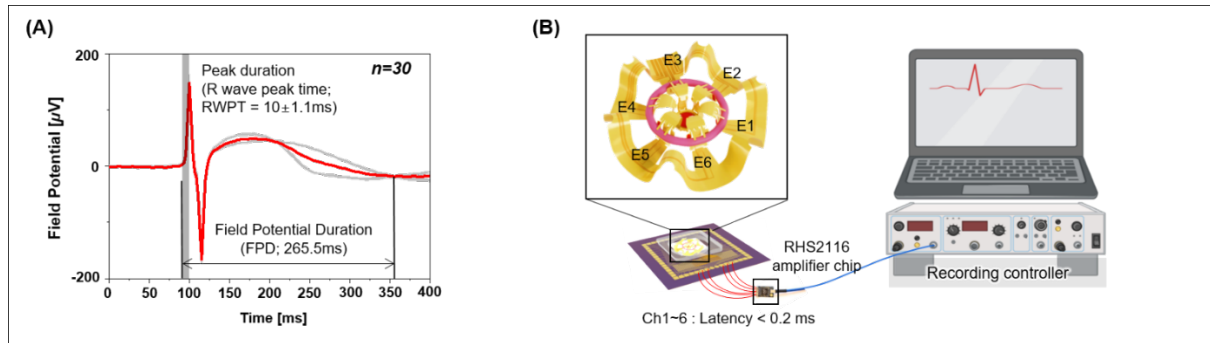 (A)
200
0
-200
Field Potential [µV]
Peak duration
(R wave peak time;
RWPT = 10±1.1ms)
n=30
Field Potential Duration
(FPD; 265.5ms)
0 50 100 150 200 250 300 350 400
Time [ms]
(B)
E3
E2
E4
E1
E5
E6
RHS2116
amplifier chip
Ch1~6 : Latency < 0.2 ms
Recording controller